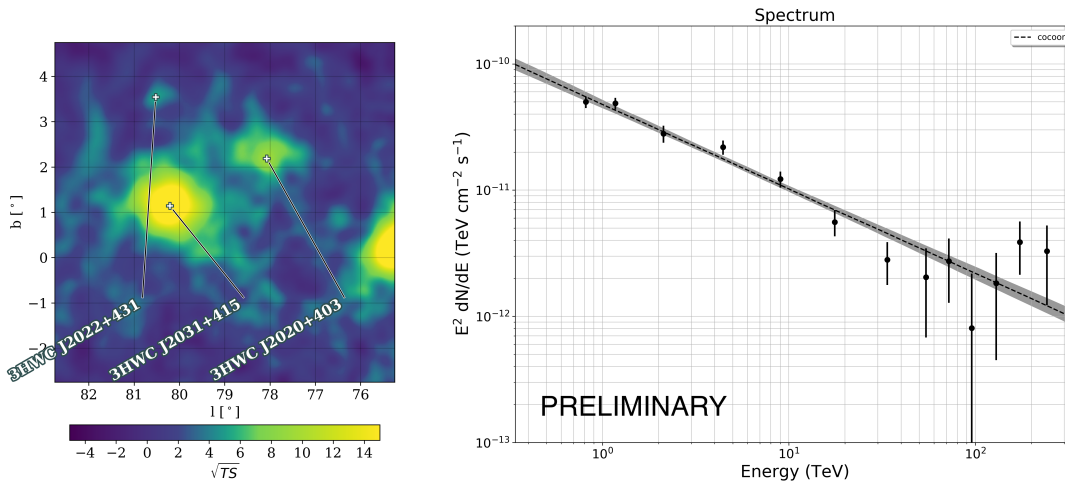 4
3
2
1
0
−1
−2
b [°]
3HWC J2022+431
3HWC J2031+415
3HWC J2020+403
82 81 80 79 78 77 76
l [°]
−4 −2 0 2 4 6 8 10 12 14
√TS
Spectrum
cocoon
10⁻¹⁰
10⁻¹¹
10⁻¹²
10⁻¹³
E² dN/dE (TeV cm⁻² s⁻¹)
PRELIMINARY
10⁰ 10¹ 10²
Energy (TeV)